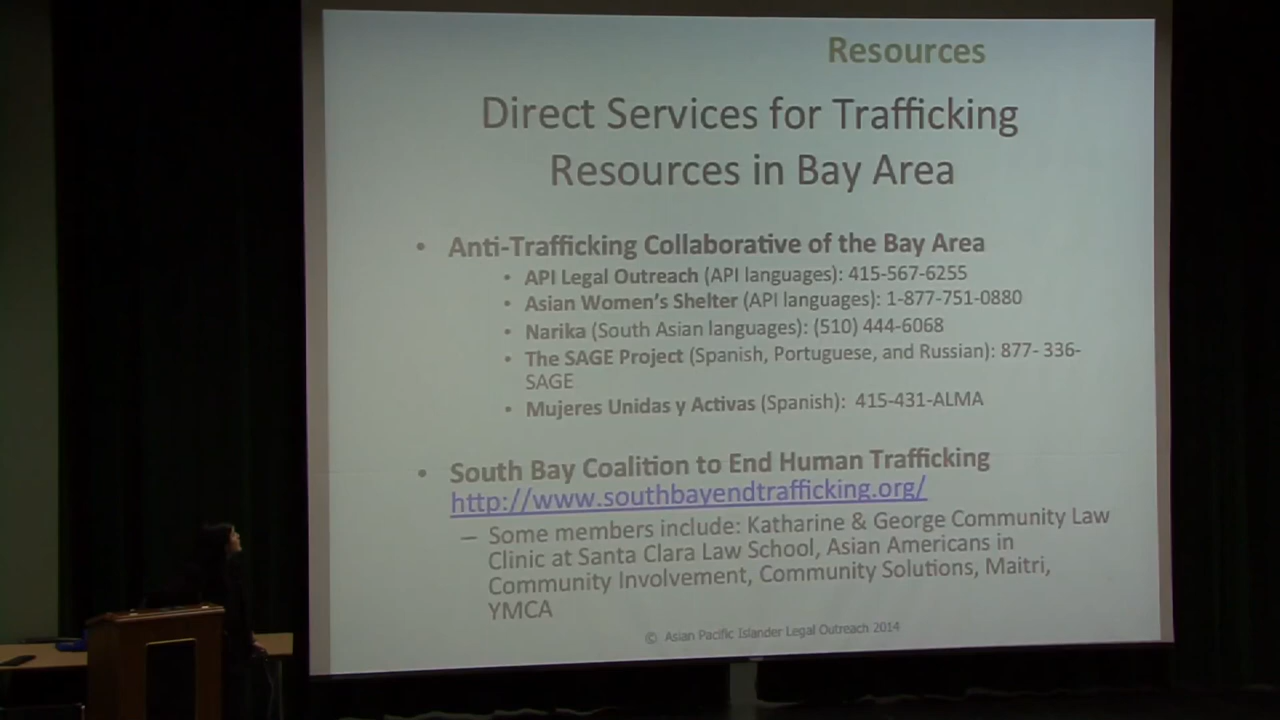 Resources
Direct Services for Trafficking
Resources in Bay Area
• Anti-Trafficking Collaborative of the Bay Area
• API Legal Outreach (API languages): 415-567-6255
• Asian Women's Shelter (API languages): 1-877-751-0880
• Narika (South Asian languages): (510) 444-6068
• The SAGE Project (Spanish, Portuguese, and Russian): 877- 336-
SAGE
• Mujeres Unidas y Activas (Spanish): 415-431-ALMA
• South Bay Coalition to End Human Trafficking
http://www.southbayendtrafficking.org/
– Some members include: Katharine & George Community Law
Clinic at Santa Clara Law School, Asian Americans in
Community Involvement, Community Solutions, Maitri,
YMCA
© Asian Pacific Islander Legal Outreach 2014